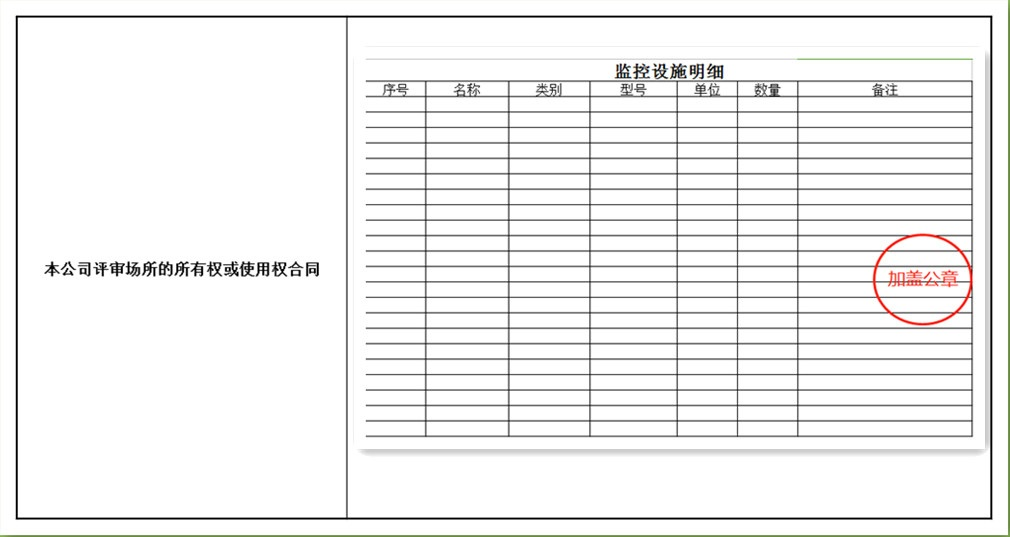 本公司评审场所的所有权或使用权合同
监控设施明细
序号 名称 类别 型号 单位 数量 备注
加盖公章